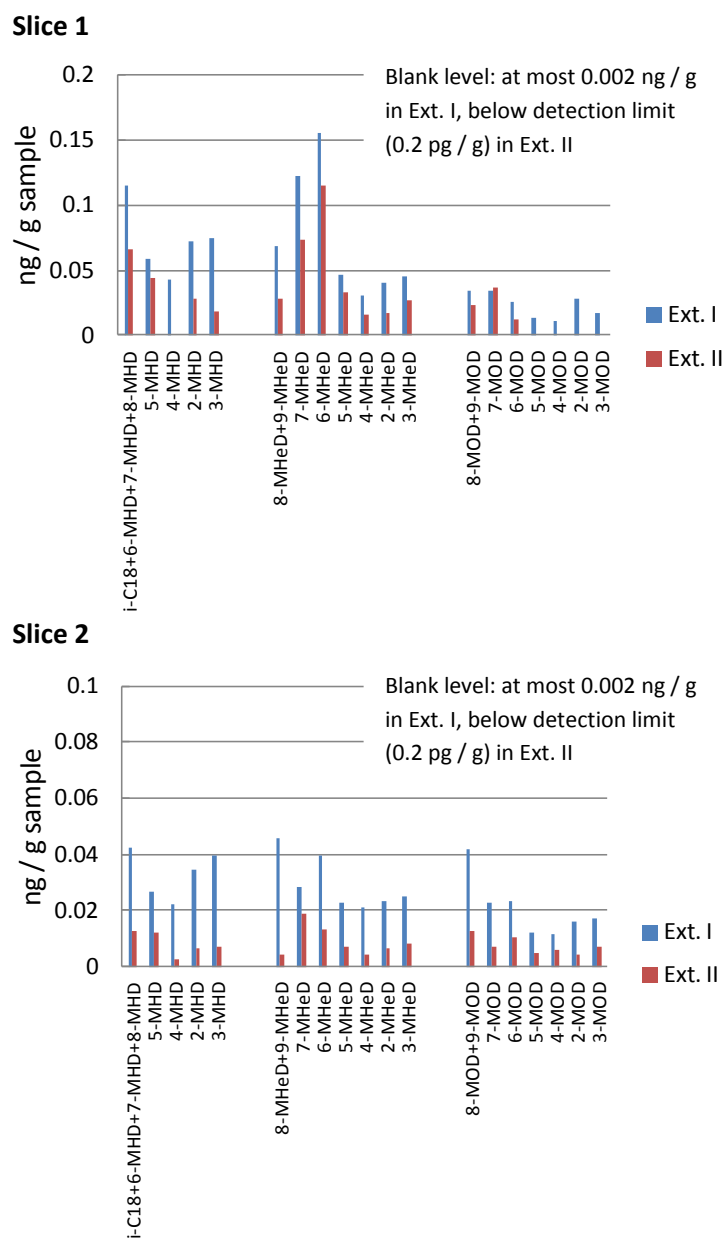 Slice 1
0.2
0.15
0.1
0.05
0
ng / g sample
Blank level: at most 0.002 ng / g
in Ext. I, below detection limit
(0.2 pg / g) in Ext. II
Ext. I
Ext. II
i-C18+6-MHD+7-MHD+8-MHD
5-MHD
4-MHD
2-MHD
3-MHD
8-MHeD+9-MHeD
7-MHeD
6-MHeD
5-MHeD
4-MHeD
2-MHeD
3-MHeD
8-MOD+9-MOD
7-MOD
6-MOD
5-MOD
4-MOD
2-MOD
3-MOD
Slice 2
0.1
0.08
0.06
0.04
0.02
0
ng / g sample
Blank level: at most 0.002 ng / g
in Ext. I, below detection limit
(0.2 pg / g) in Ext. II
Ext. I
Ext. II
i-C18+6-MHD+7-MHD+8-MHD
5-MHD
4-MHD
2-MHD
3-MHD
8-MHeD+9-MHeD
7-MHeD
6-MHeD
5-MHeD
4-MHeD
2-MHeD
3-MHeD
8-MOD+9-MOD
7-MOD
6-MOD
5-MOD
4-MOD
2-MOD
3-MOD